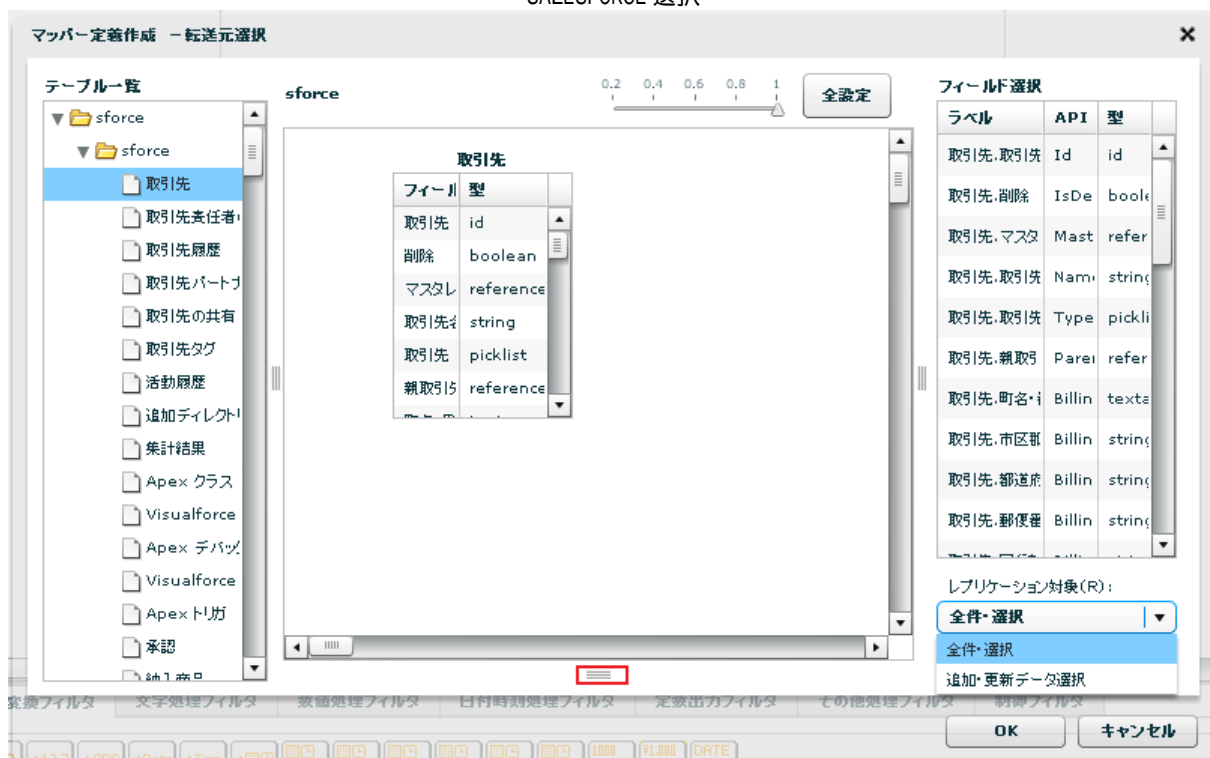 マッパー定義作成 －転送元選択
テーブル一覧
sforce
sforce
取引先
取引先責任者
取引先履歴
取引先パート
取引先の共有
取引先タグ
活動履歴
追加ディレクト
集計結果
Apex クラス
Visualforce
Apex デバッ
Visualforce
Apex トリガ
承認
sforce
0.2 0.4 0.6 0.8 1
全設定
取引先
フィール 型
取引先 id
削除 boolean
マスタレ reference
取引先 string
取引先 picklist
親取引 reference
フィールド選択
ラベル API 型
取引先.取引先 Id id
取引先.削除 IsDe boole
取引先.マスタ Mast refer
取引先.取引先 Nam string
取引先.取引先 Type pickli
取引先.親取引 Pare refer
取引先.町名・ Billin texta
取引先.市区郡 Billin string
取引先.都道府 Billin string
取引先.郵便番 Billin string
レプリケーション対象(R):
全件・選択
全件・選択
追加・更新データ選択
変換フィルタ 文字処理フィルタ 数値処理フィルタ 日付時刻処理フィルタ 定数出力フィルタ その他処理フィルタ 制御フィルタ
OK キャンセル